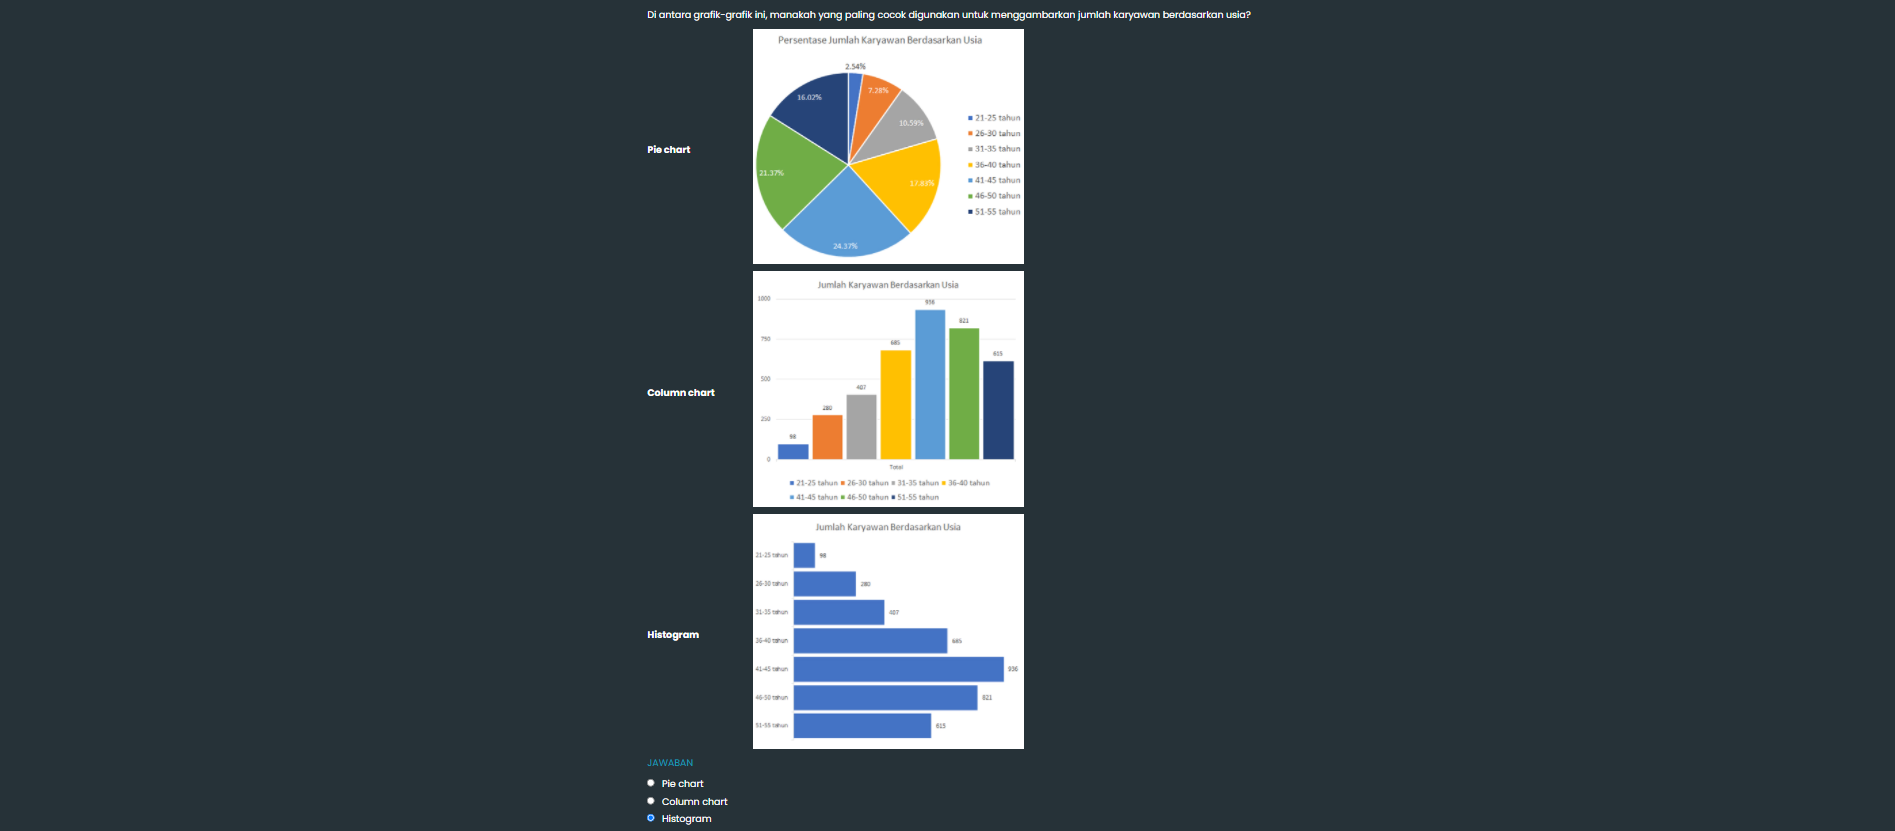 Di antara grafik-grafik ini, manakah yang paling cocok digunakan untuk menggambarkan jumlah karyawan berdasarkan usia?
Pie chart
Persentase Jumlah Karyawan Berdasarkan Usia
2.54%
7.28%
10.59%
17.83%
24.37%
21.37%
16.02%
21-25 tahun
26-30 tahun
31-35 tahun
36-40 tahun
41-45 tahun
46-50 tahun
51-55 tahun
Column chart
Jumlah Karyawan Berdasarkan Usia
1000
750
500
250
0
98
280
407
685
936
821
615
Total
21-25 tahun 26-30 tahun 31-35 tahun 36-40 tahun
41-45 tahun 46-50 tahun 51-55 tahun
Histogram
Jumlah Karyawan Berdasarkan Usia
21-25 tahun 98
26-30 tahun 280
31-35 tahun 407
36-40 tahun 685
41-45 tahun 936
46-50 tahun 821
51-55 tahun 615
JAWABAN
Pie chart
Column chart
Histogram